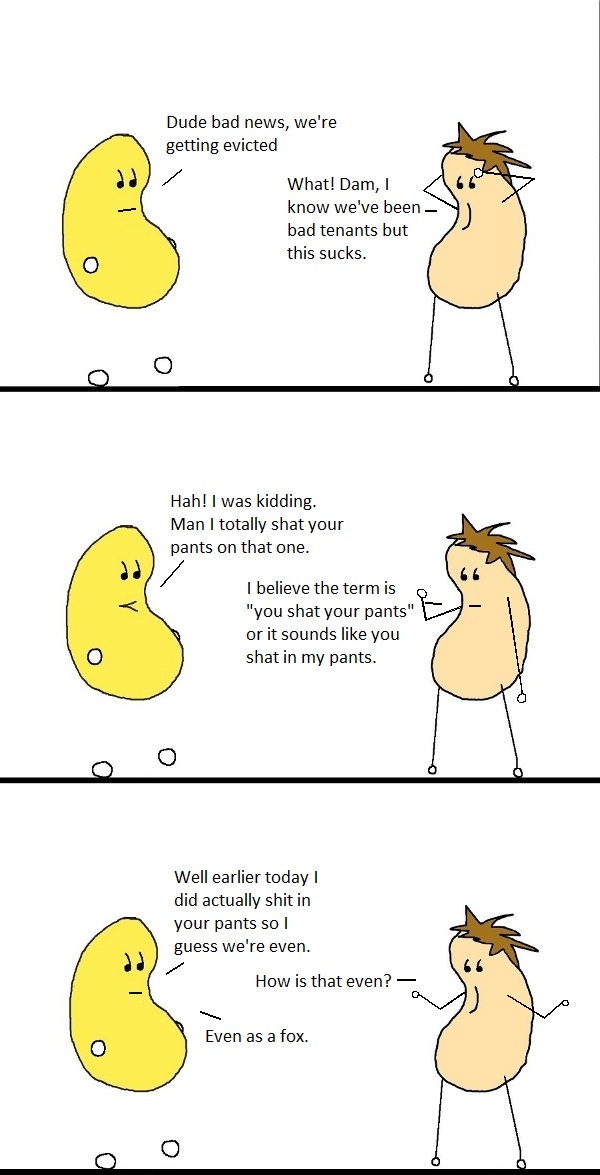 Dude bad news, we're
getting evicted
What! Dam, I
know we've been
bad tenants but
this sucks.
Hah! I was kidding.
Man I totally shat your
pants on that one.
I believe the term is
"you shat your pants"
or it sounds like you
shat in my pants.
Well earlier today I
did actually shit in
your pants so I
guess we're even.
How is that even?
Even as a fox.